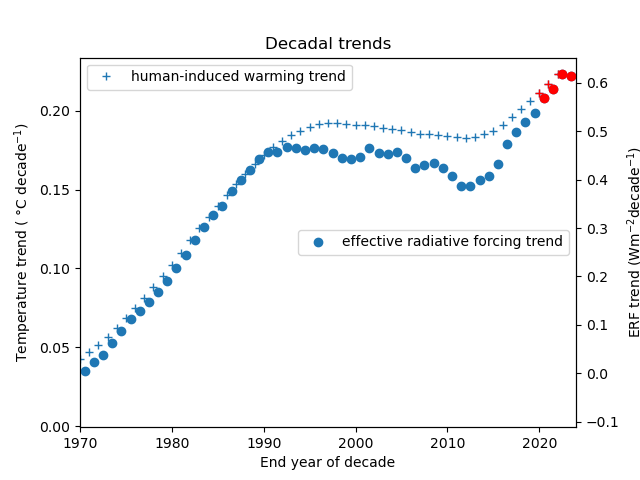 Decadal trends
human-induced warming trend
effective radiative forcing trend
Temperature trend ( °C decade⁻¹)
0.20
0.15
0.10
0.05
0.00
ERF trend (Wm⁻²decade⁻¹)
0.6
0.5
0.4
0.3
0.2
0.1
0.0
−0.1
1970 1980 1990 2000 2010 2020
End year of decade